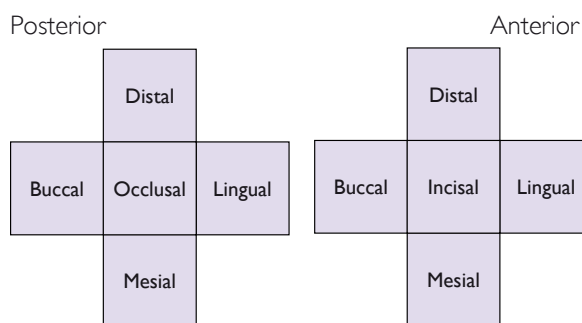 Posterior
Anterior
Distal
Distal
Buccal Occlusal Lingual
Buccal Incisal Lingual
Mesial
Mesial